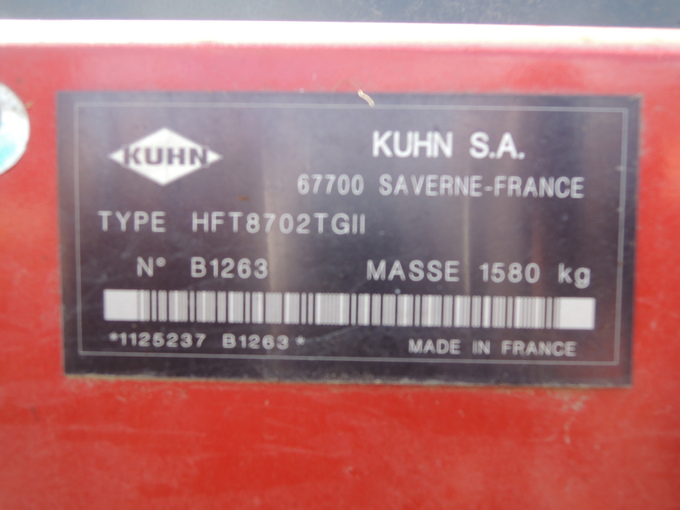 KUHN
KUHN S.A.
67700 SAVERNE-FRANCE
TYPE HFT8702TGII
N° B1263 MASSE 1580 kg
*1125237 B1263*
MADE IN FRANCE